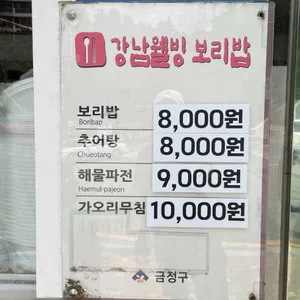 강남웰빙 보리밥
보리밥 8,000원
Boribap
추어탕 8,000원
Chueotang
해물파전 9,000원
Haemul-pajeon
가오리무침 10,000원
금정구